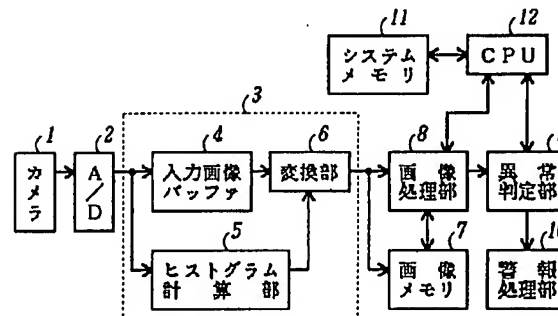 11
12
システム
メモリ
CPU
3
1
2
4
6
8
カメラ
A/D
入力画像
バッファ
変換部
画像
処理部
異常
判定部
5
7
ヒストグラム
計算部
画像
メモリ
警報
処理部